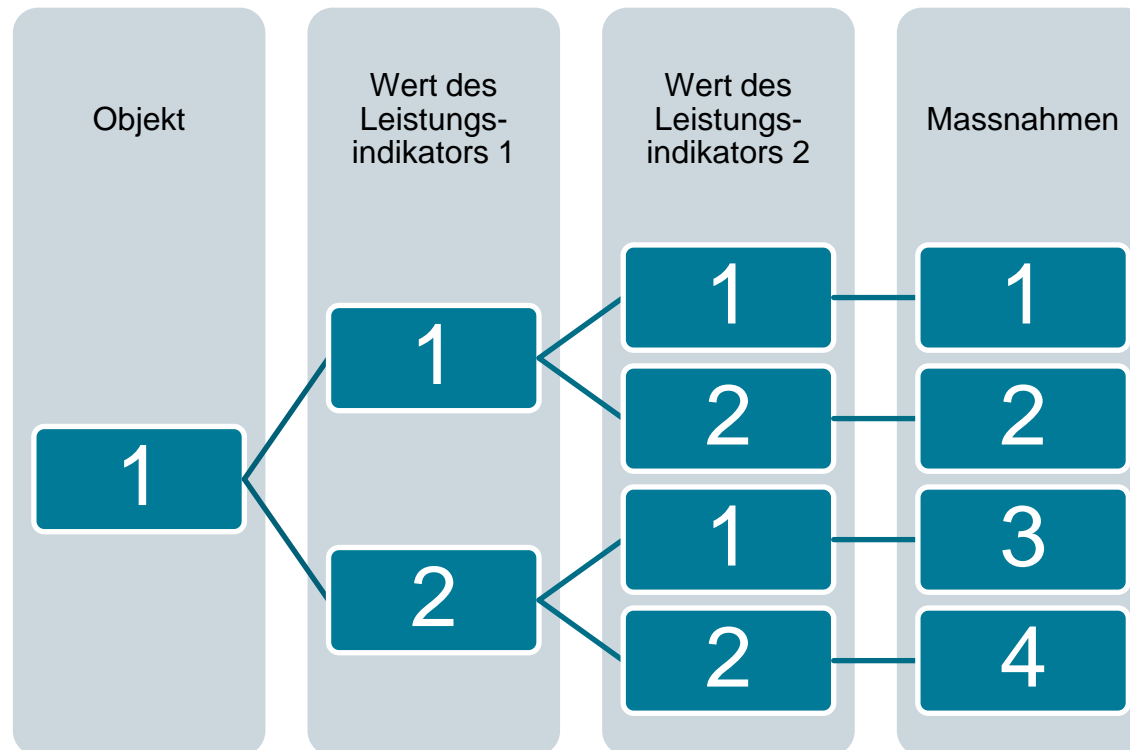 Objekt
Wert des
Leistungs-
indikators 1
Wert des
Leistungs-
indikators 2
Massnahmen
1
1
2
1
2
1
2
1
2
3
4